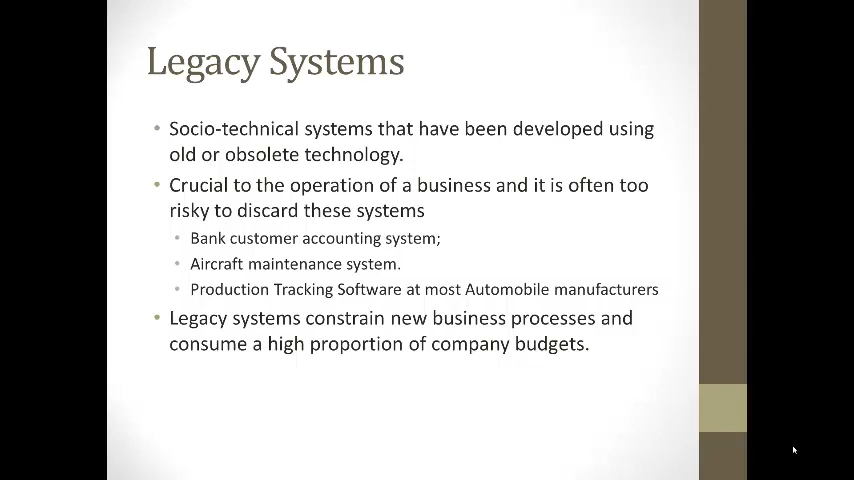 Legacy Systems
• Socio-technical systems that have been developed using
old or obsolete technology.
• Crucial to the operation of a business and it is often too
risky to discard these systems
• Bank customer accounting system;
• Aircraft maintenance system.
• Production Tracking Software at most Automobile manufacturers
• Legacy systems constrain new business processes and
consume a high proportion of company budgets.